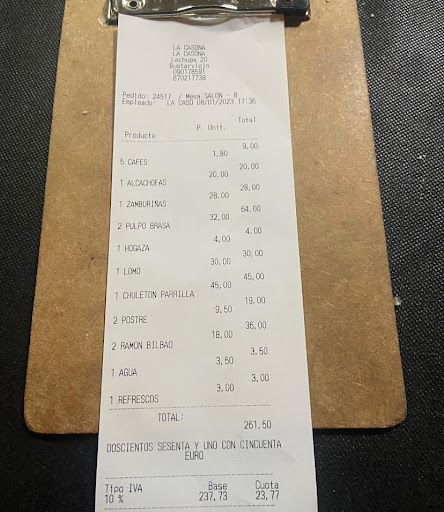 LA CASONA
LA CASONA
Lechuga 20
Bustarviejo
090178591
670217738
Pedido: 24617 / Mesa:SALON - 8
Empleado: LA CASO 08/01/2023 17:36
Producto P. Unit. Total
5 CAFES 1,80 9,00
1 ALCACHOFAS 20,00 20,00
1 ZAMBURIÑAS 28,00 28,00
2 PULPO BRASA 32,00 64,00
1 HOGAZA 4,00 4,00
1 LOMO 30,00 30,00
1 CHULETON PARRILLA 45,00 45,00
2 POSTRE 9,50 19,00
2 RAMON BILBAO 18,00 36,00
1 AGUA 3,50 3,50
1 REFRESCOS 3,00 3,00
TOTAL: 261,50
DOSCIENTOS SESENTA Y UNO CON CINCUENTA
EURO
Tipo IVA Base Cuota
10 % 237,73 23,77